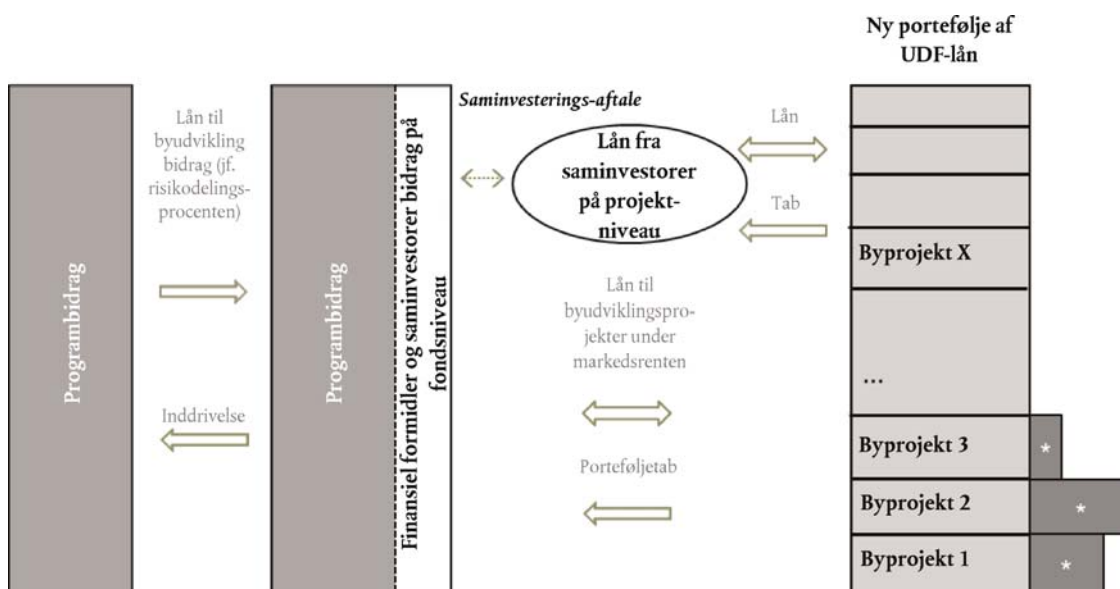 Ny portefølje af
UDF-lån
Programbidrag
Lån til
byudvikling
bidrag (jf.
risikodelings-
procenten)
Inddrivelse
Programbidrag
Finansiel formidler og saminvestorer bidrag på
fondsniveau
Saminvesterings-aftale
Lån fra
saminvestorer
på projekt-
niveau
Lån
Tab
Lån til
byudviklingspro-
jekter under
markedsrenten
Porteføljetab
Byprojekt X
...
Byprojekt 3
*
Byprojekt 2
*
Byprojekt 1
*